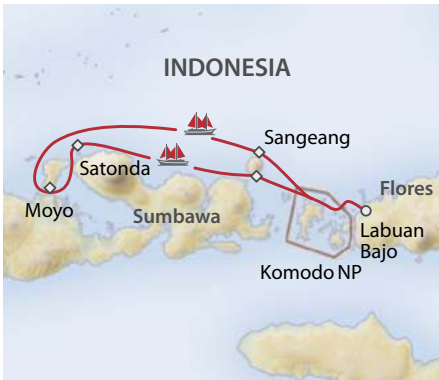 INDONESIA
Sangeang
Satonda
Flores
Moyo
Sumbawa
Labuan
Bajo
Komodo NP